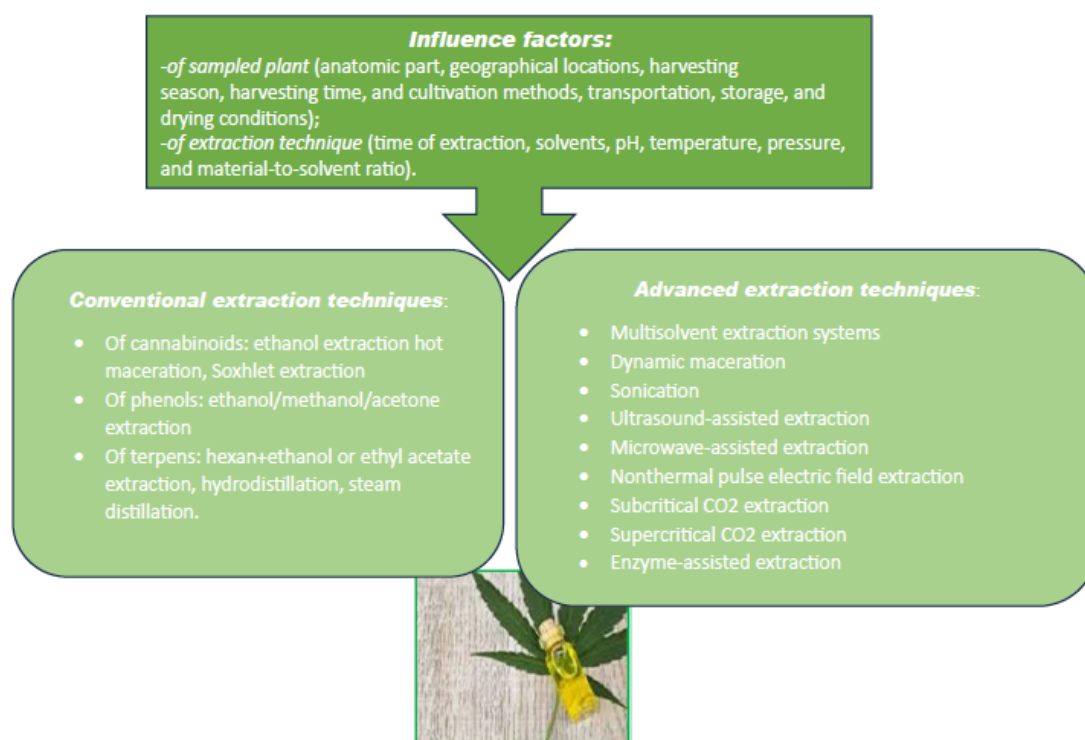 Influence factors:
-of sampled plant (anatomic part, geographical locations, harvesting
season, harvesting time, and cultivation methods, transportation, storage, and
drying conditions);
-of extraction technique (time of extraction, solvents, pH, temperature, pressure,
and material-to-solvent ratio).
Conventional extraction techniques:
• Of cannabinoids: ethanol extraction hot
maceration, Soxhlet extraction
• Of phenols: ethanol/methanol/acetone
extraction
• Of terpens: hexan+ethanol or ethyl acetate
extraction, hydrodistillation, steam
distillation.
Advanced extraction techniques:
• Multisolvent extraction systems
• Dynamic maceration
• Sonication
• Ultrasound-assisted extraction
• Microwave-assisted extraction
• Nonthermal pulse electric field extraction
• Subcritical CO2 extraction
• Supercritical CO2 extraction
• Enzyme-assisted extraction